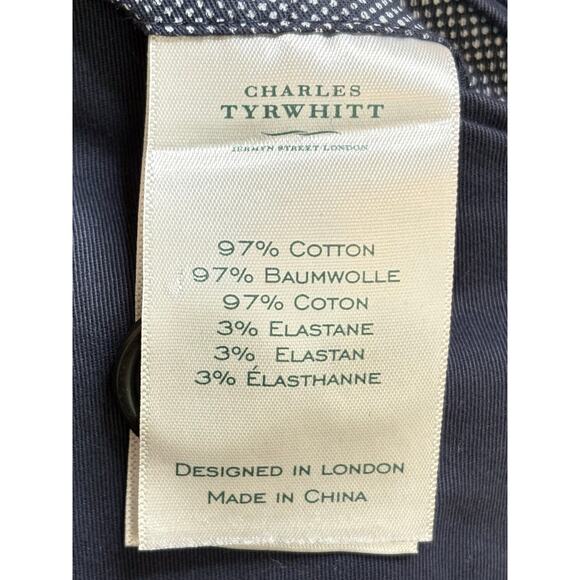 CHARLES
TYRWHITT
JERMYN STREET LONDON
97% COTTON
97% BAUMWOLLE
97% COTON
3% ELASTANE
3% ELASTAN
3% ÉLASTHANNE
DESIGNED IN LONDON
MADE IN CHINA